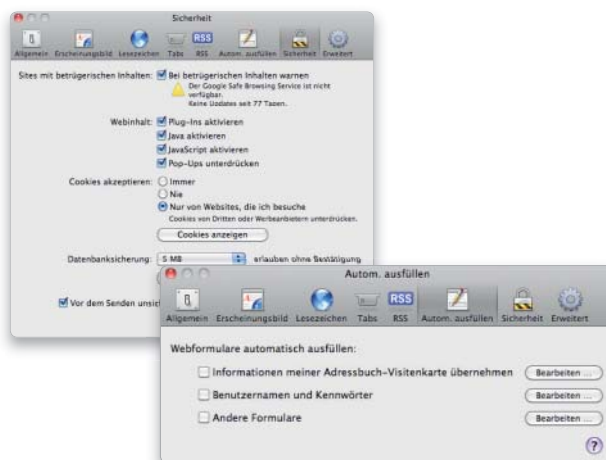 Sicherheit
Allgemein Erscheinungsbild Lesezeichen Tabs RSS Autom. ausfüllen Sicherheit Erweitert
Sites mit betrügerischen Inhalten: Bei betrügerischen Inhalten warnen
Der Google Safe Browsing Service ist nicht
verfügbar.
Keine Updates seit 77 Tagen.
Webinhalt: Plug-Ins aktivieren
Java aktivieren
JavaScript aktivieren
Pop-Ups unterdrücken
Cookies akzeptieren: Immer
Nie
Nur von Websites, die ich besuche
Cookies von Dritten oder Werbeanbietern unterdrücken.
Cookies anzeigen
Datenbanksicherung: 5 MB erlauben ohne Bestätigung
Vor dem Senden
Autom. ausfüllen
RSS
Allgemein Erscheinungsbild Lesezeichen Tabs RSS Autom. ausfüllen Sicherheit Erweitert
Webformulare automatisch ausfüllen:
Informationen meiner Adressbuch-Visitenkarte übernehmen Bearbeiten ...
Benutzernamen und Kennwörter Bearbeiten ...
Andere Formulare Bearbeiten ...
?